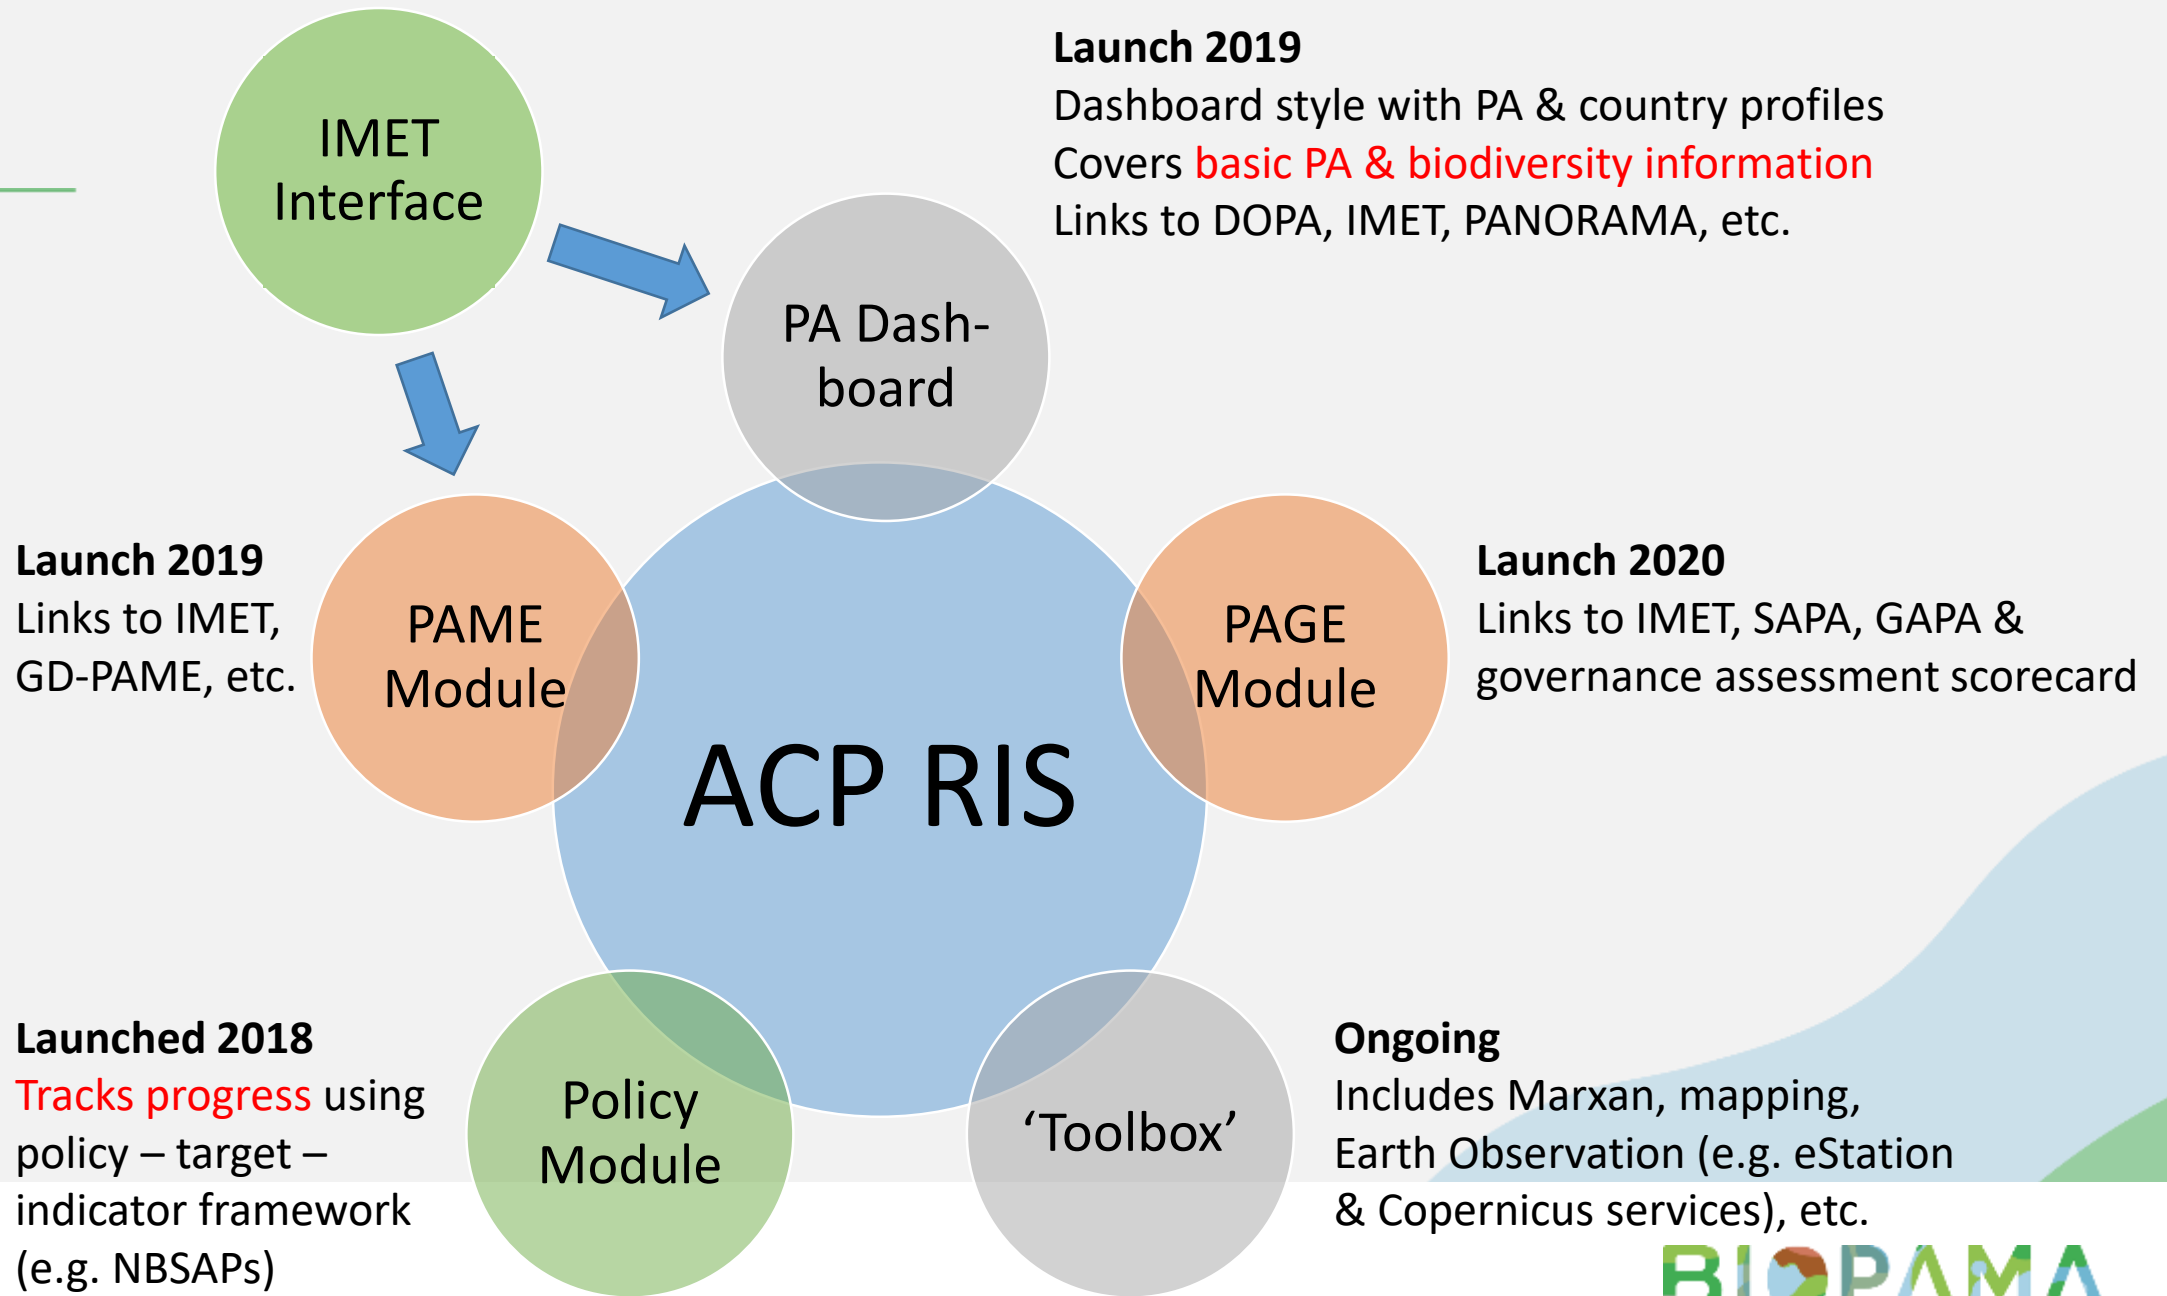 IMET
Interface
Launch 2019
Dashboard style with PA & country profiles
Covers basic PA & biodiversity information
Links to DOPA, IMET, PANORAMA, etc.
PA Dash-
board
Launch 2019
Links to IMET,
GD-PAME, etc.
PAME
Module
PAGE
Module
Launch 2020
Links to IMET, SAPA, GAPA &
governance assessment scorecard
ACP RIS
Launched 2018
Tracks progress using
policy – target –
indicator framework
(e.g. NBSAPs)
Policy
Module
‘Toolbox’
Ongoing
Includes Marxan, mapping,
Earth Observation (e.g. eStation
& Copernicus services), etc.
BIOPAMA